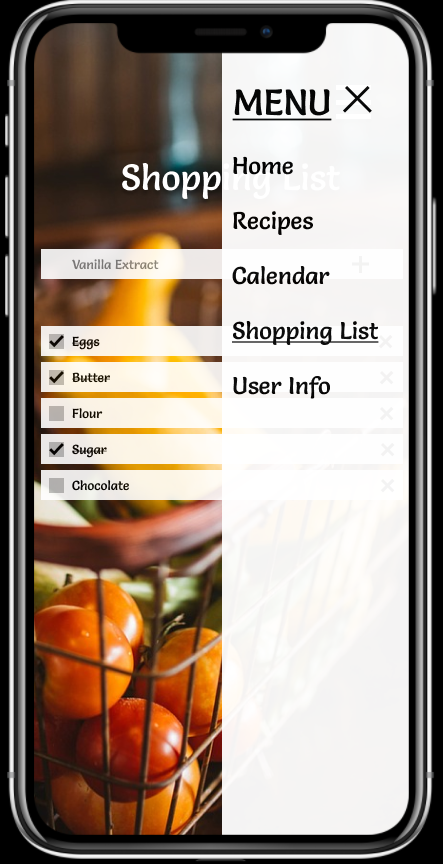 MENU
Home
Shopping List
Recipes
Vanilla Extract
Calendar
Shopping List
Eggs
Butter
User Info
Flour
Sugar
Chocolate